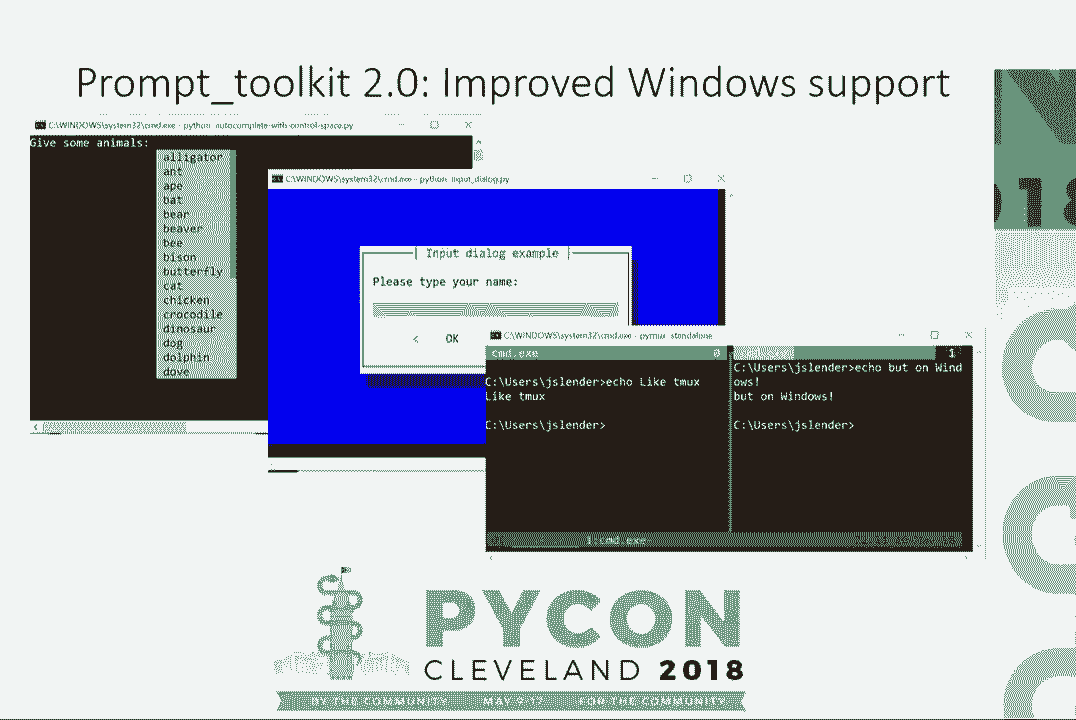 Prompt_toolkit 2.0: Improved Windows support
C:\WINDOWS\system32\cmd.exe - python autocomplete-with-control-space.py
Give some animals:
alligator
ant
ape
bat
bear
beaver
bee
bison
butterfly
cat
chicken
crocodile
dinosaur
dog
dolphin
dove
C:\WINDOWS\system32\cmd.exe - python input_dialog.py
Input dialog example
Please type your name:
< OK
C:\WINDOWS\system32\cmd.exe - pymux standalone
cmd.exe 0
C:\Users\jslender>echo Like tmux
Like tmux
C:\Users\jslender>
1
C:\Users\jslender>echo but on Wind
ows!
but on Windows!
C:\Users\jslender>
1:cmd.exe
PYCON
CLEVELAND 2018
BY THE COMMUNITY MAY FOR THE COMMUNITY
N
018